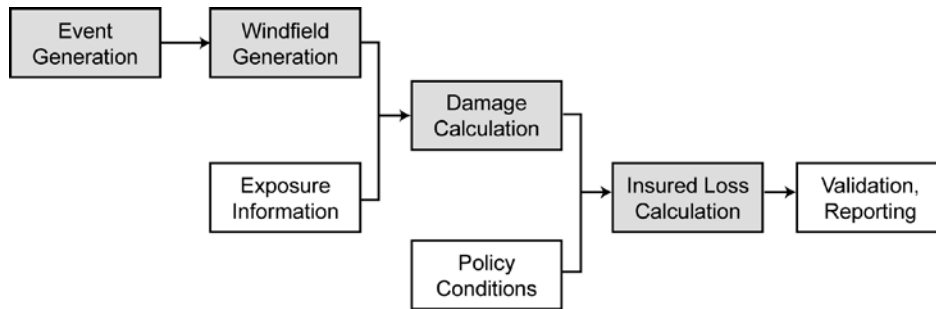 Event
Generation
Windfield
Generation
Exposure
Information
Damage
Calculation
Policy
Conditions
Insured Loss
Calculation
Validation,
Reporting